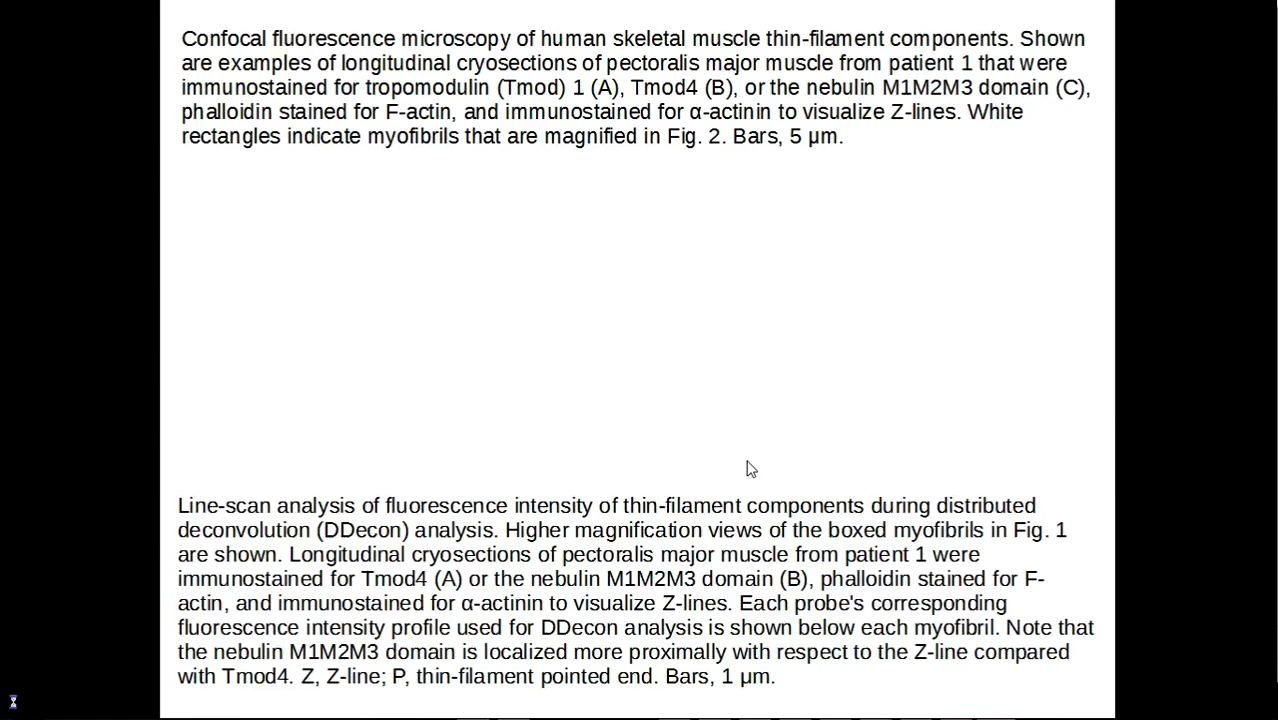 Confocal fluorescence microscopy of human skeletal muscle thin-filament components. Shown
are examples of longitudinal cryosections of pectoralis major muscle from patient 1 that were
immunostained for tropomodulin (Tmod) 1 (A), Tmod4 (B), or the nebulin M1M2M3 domain (C),
phalloidin stained for F-actin, and immunostained for α-actinin to visualize Z-lines. White
rectangles indicate myofibrils that are magnified in Fig. 2. Bars, 5 μm.
Line-scan analysis of fluorescence intensity of thin-filament components during distributed
deconvolution (DDecon) analysis. Higher magnification views of the boxed myofibrils in Fig. 1
are shown. Longitudinal cryosections of pectoralis major muscle from patient 1 were
immunostained for Tmod4 (A) or the nebulin M1M2M3 domain (B), phalloidin stained for F-
actin, and immunostained for α-actinin to visualize Z-lines. Each probe's corresponding
fluorescence intensity profile used for DDecon analysis is shown below each myofibril. Note that
the nebulin M1M2M3 domain is localized more proximally with respect to the Z-line compared
with Tmod4. Z, Z-line; P, thin-filament pointed end. Bars, 1 μm.